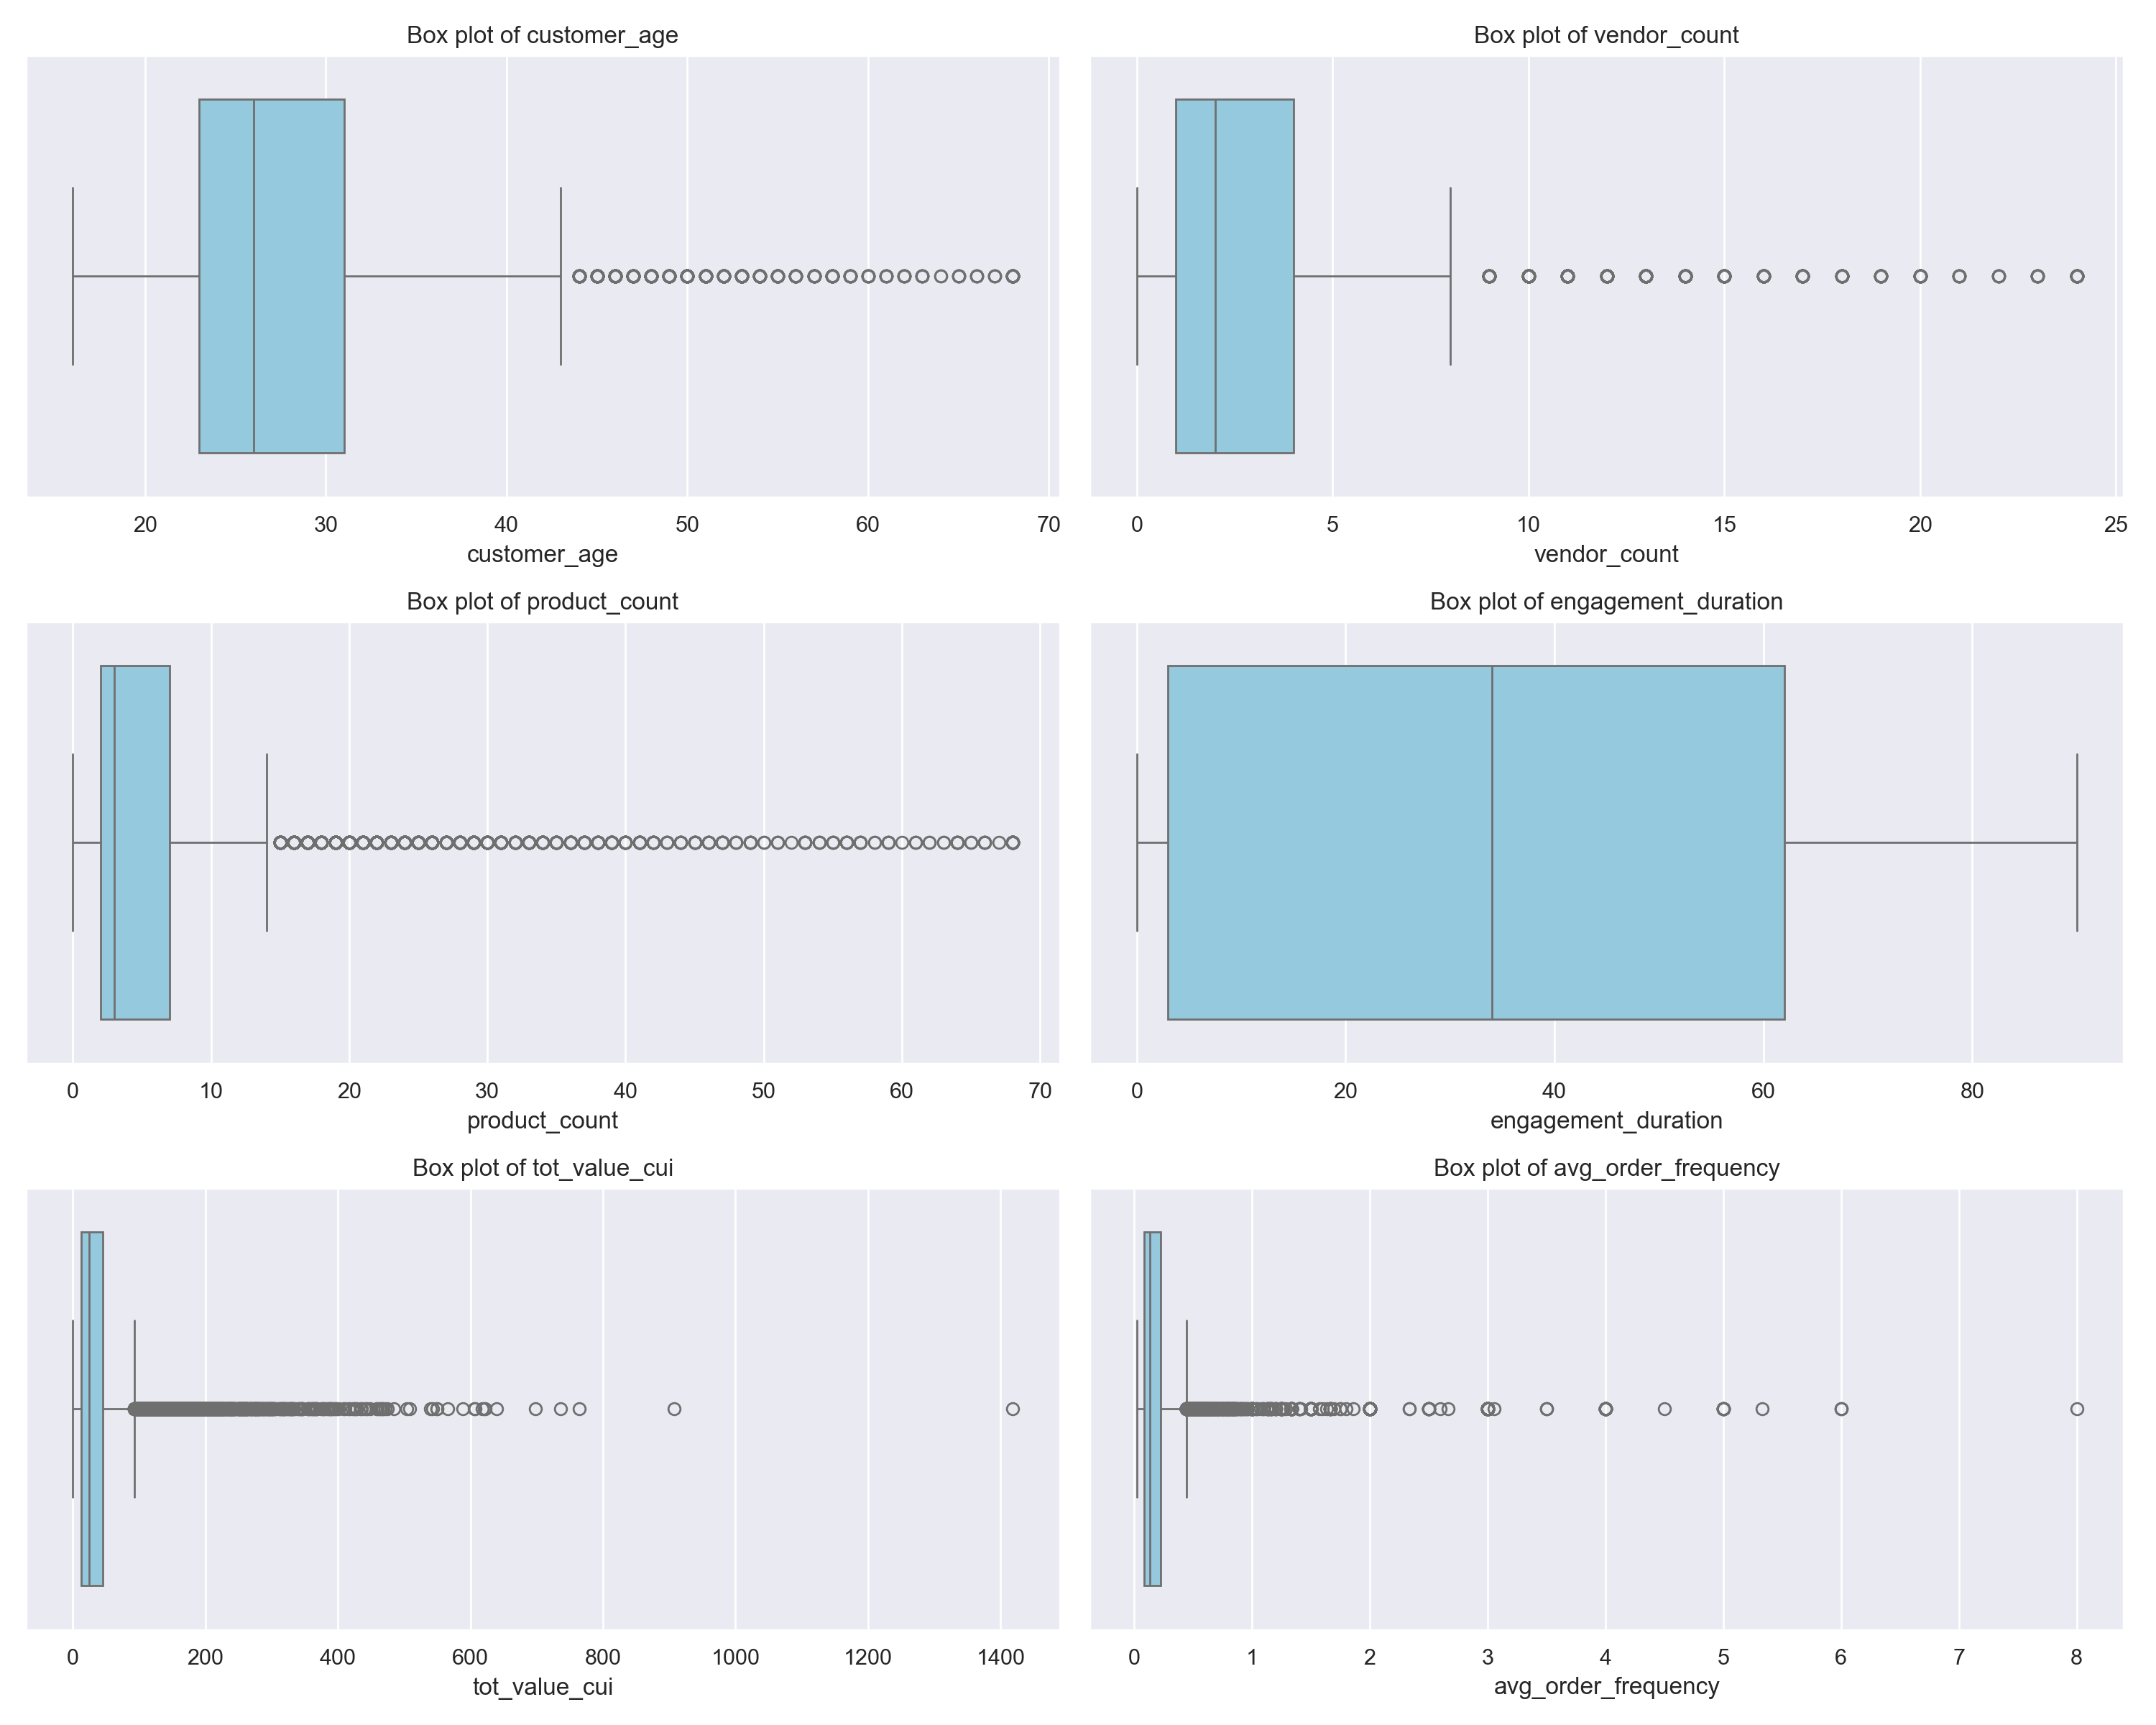 Box plot of customer_age
20 30 40 50 60 70
customer_age
Box plot of vendor_count
0 5 10 15 20 25
vendor_count
Box plot of product_count
0 10 20 30 40 50 60 70
product_count
Box plot of engagement_duration
0 20 40 60 80
engagement_duration
Box plot of tot_value_cui
0 200 400 600 800 1000 1200 1400
tot_value_cui
Box plot of avg_order_frequency
0 1 2 3 4 5 6 7 8
avg_order_frequency